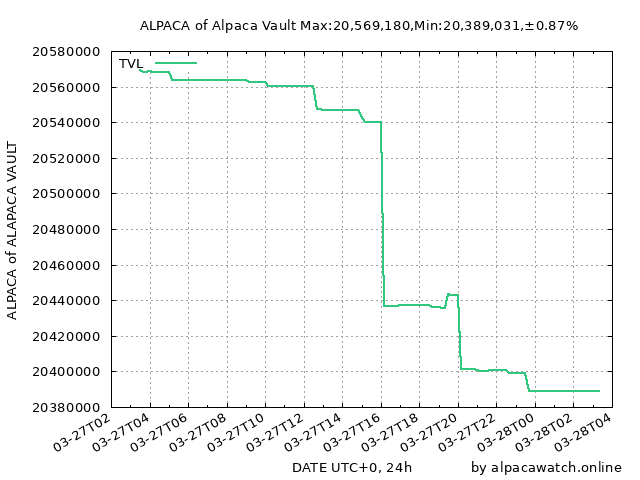 ALPACA of Alpaca Vault Max:20,569,180,Min:20,389,031,±0.87%
TVL
ALPACA of ALAPACA VAULT
20580000
20560000
20540000
20520000
20500000
20480000
20460000
20440000
20420000
20400000
20380000
03-27T02
03-27T04
03-27T06
03-27T08
03-27T10
03-27T12
03-27T14
03-27T16
03-27T18
03-27T20
03-27T22
03-28T00
03-28T02
03-28T04
DATE UTC+0, 24h
by alpacawatch.online